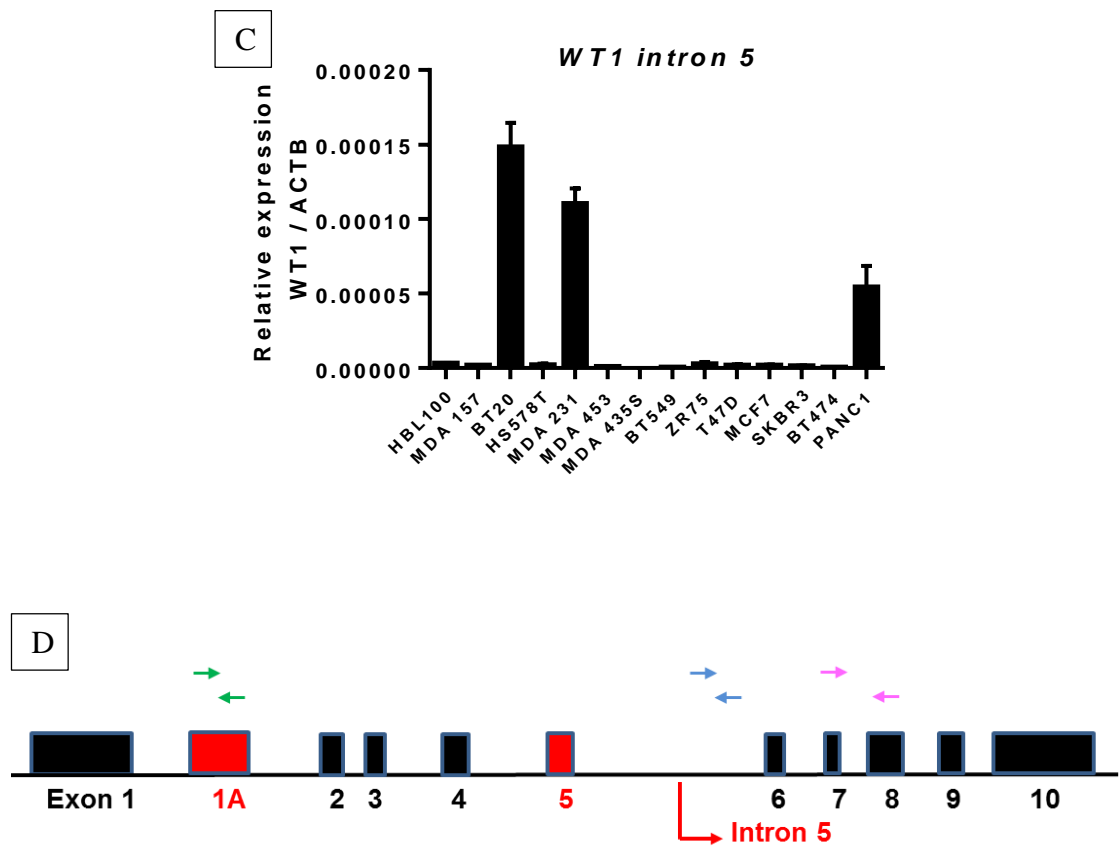 C
WT1 intron 5
Relative expression
WT1 / ACTB
0.00020
0.00015
0.00010
0.00005
0.00000
HBL100
MDA 157
BT20
HS578T
MDA 231
MDA 453
MDA 435S
BT549
ZR75
T47D
MCF7
SKBR3
BT474
PANC1
D
Exon 1 1A 2 3 4 5 6 7 8 9 10
Intron 5